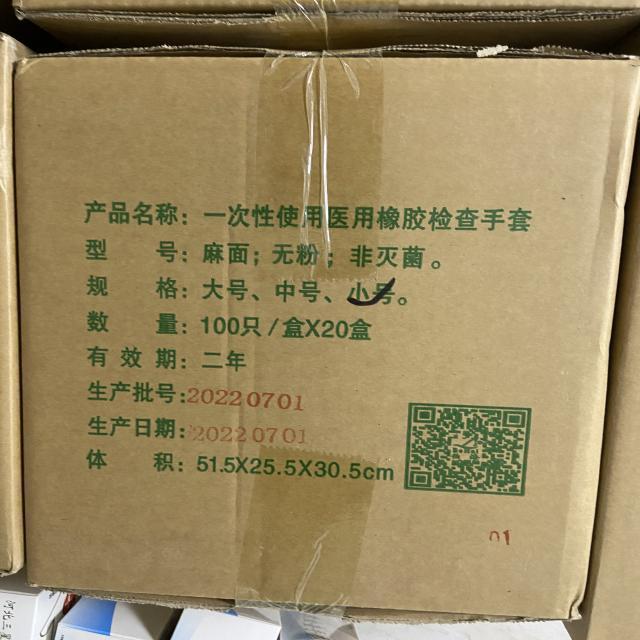 产品名称：一次性使用医用橡胶检查手套
型 号：麻面；无粉；非灭菌。
规 格：大号、中号、小号。
数 量：100只/盒X20盒
有效期：二年
生产批号：20220701
生产日期：20220701
体 积：51.5X25.5X30.5cm
01
河北三